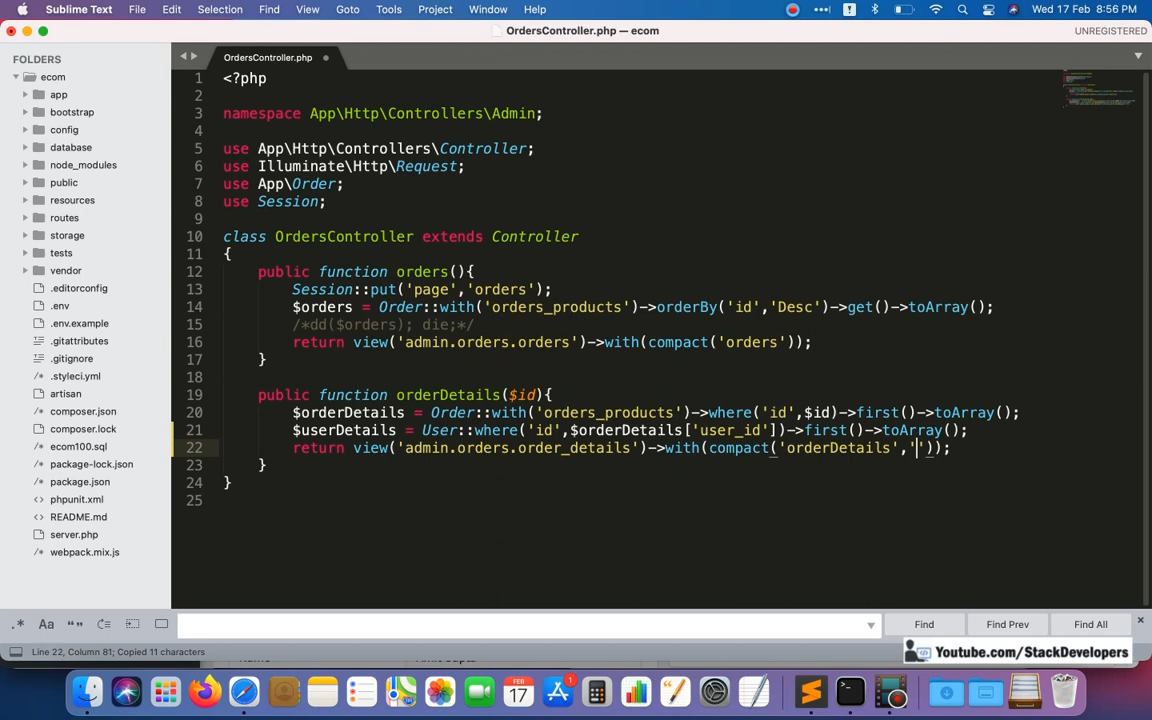 Sublime Text File Edit Selection Find View Goto Tools Project Window Help Wed 17 Feb 8:56 PM
OrdersController.php — ecom UNREGISTERED
FOLDERS
ecom
app
bootstrap
config
database
node_modules
public
resources
routes
storage
tests
vendor
.editorconfig
.env
.env.example
.gitattributes
.gitignore
.styleci.yml
artisan
composer.json
composer.lock
ecom100.sql
package-lock.json
package.json
phpunit.xml
README.md
server.php
webpack.mix.js
OrdersController.php
1 <?php
2
3 namespace App\Http\Controllers\Admin;
4
5 use App\Http\Controllers\Controller;
6 use Illuminate\Http\Request;
7 use App\Order;
8 use Session;
9
10 class OrdersController extends Controller
11 {
12 public function orders(){
13 Session::put('page','orders');
14 $orders = Order::with('orders_products')->orderBy('id','Desc')->get()->toArray();
15 /*dd($orders); die;*/
16 return view('admin.orders.orders')->with(compact('orders'));
17 }
18
19 public function orderDetails($id){
20 $orderDetails = Order::with('orders_products')->where('id',$id)->first()->toArray();
21 $userDetails = User::where('id',$orderDetails['user_id'])->first()->toArray();
22 return view('admin.orders.order_details')->with(compact('orderDetails',''));
23 }
24 }
25
.* Aa "" Find Find Prev Find All
Line 22, Column 81; Copied 11 characters
Youtube.com/StackDevelopers
FEB
17
1